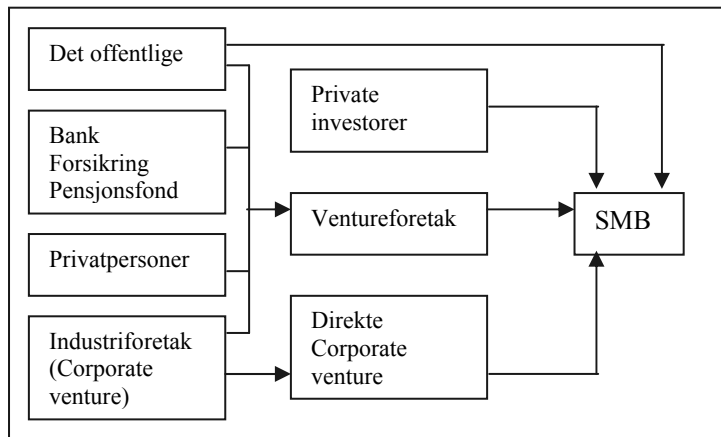 Det offentlige
Bank
Forsikring
Pensjonsfond
Privatpersoner
Industriforetak
(Corporate
venture)
Private
investorer
Ventureforetak
Direkte
Corporate
venture
SMB